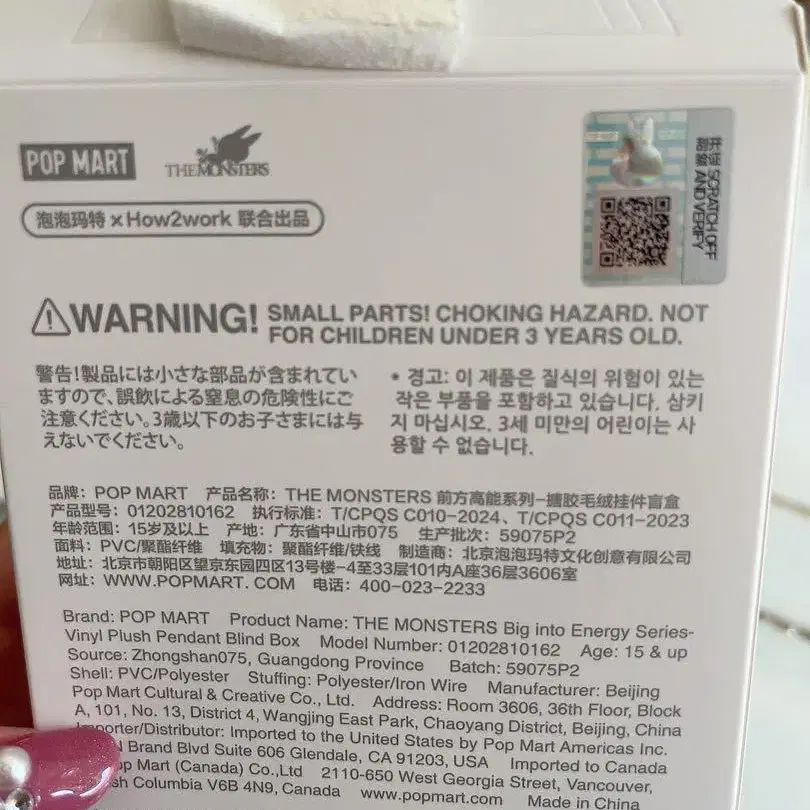 POP MART
THE MONSTERS
泡泡玛特 × How2work 联合出品
SCRATCH OFF
AND VERIFY
WARNING! SMALL PARTS! CHOKING HAZARD. NOT
FOR CHILDREN UNDER 3 YEARS OLD.
警告!製品には小さな部品が含まれてい
ますので、誤飲による窒息の危険性にご
注意ください。3歳以下のお子さまには与
えないでください。
• 경고: 이 제품은 질식의 위험이 있는
작은 부품을 포함하고 있습니다. 삼키
지 마십시오. 3세 미만의 어린이는 사
용할 수 없습니다.
品牌: POP MART 产品名称: THE MONSTERS 前方高能系列-搪胶毛绒挂件盲盒
产品型号: 01202810162 执行标准: T/CPQS C010-2024、T/CPQS C011-2023
年龄范围: 15岁及以上 产地: 广东省中山市075 生产批次: 59075P2
面料: PVC/聚酯纤维 填充物: 聚酯纤维/铁线 制造商: 北京泡泡玛特文化创意有限公司
地址: 北京市朝阳区望京东园四区13号楼-4至33层101内A座36层3606室
网址: WWW.POPMART.COM 电话: 400-023-2233
Brand: POP MART Product Name: THE MONSTERS Big into Energy Series-
Vinyl Plush Pendant Blind Box Model Number: 01202810162 Age: 15 & up
Source: Zhongshan075, Guangdong Province Batch: 59075P2
Shell: PVC/Polyester Stuffing: Polyester/Iron Wire Manufacturer: Beijing
Pop Mart Cultural & Creative Co., Ltd. Address: Room 3606, 36th Floor, Block
A, 101, No. 13, District 4, Wangjing East Park, Chaoyang District, Beijing, China
Importer/Distributor: Imported to the United States by Pop Mart Americas Inc.
Brand Blvd Suite 606 Glendale, CA 91203, USA Imported to Canada
Pop Mart (Canada) Co.,Ltd 2110-650 West Georgia Street, Vancouver,
Columbia V6B 4N9, Canada www.popmart.com Made in China